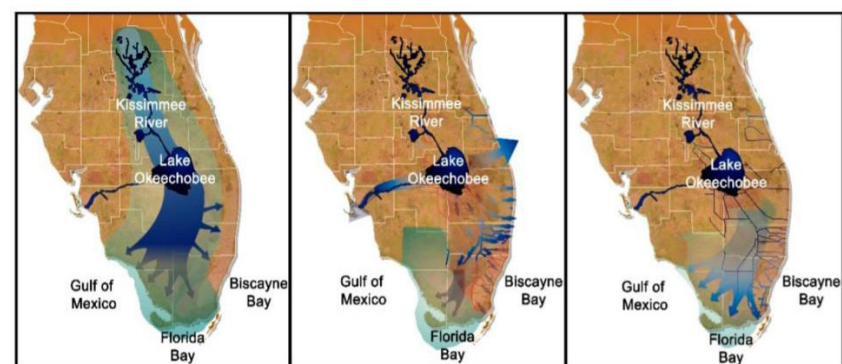 Kissimmee
River
Lake
Okeechobee
Gulf of
Mexico
Biscayne
Bay
Florida
Bay
Kissimmee
River
Lake
Okeechobee
Gulf of
Mexico
Biscayne
Bay
Florida
Bay
Kissimmee
River
Lake
Okeechobee
Gulf of
Mexico
Biscayne
Bay
Florida
Bay